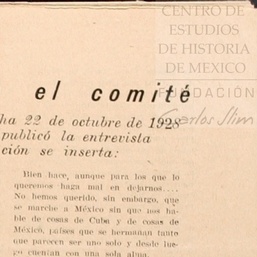 CENTRO DE
ESTUDIOS
DE HISTORIA
DE MEXICO
FUNDACIÓN
Carlos Slim
el comité
ha 22 de octubre de 1928
publicó la entrevista
ción se inserta:
Bien hace, aunque para los que lo
queremos haga mal en dejarnos....
No hemos querido, sin embargo, que
se marche a México sin que nos ha-
ble de cosas de Cuba y de cosas de
México, países que se hermanan tanto
que parecen ser uno solo y desde lue-
go cuentan con una sola alma.